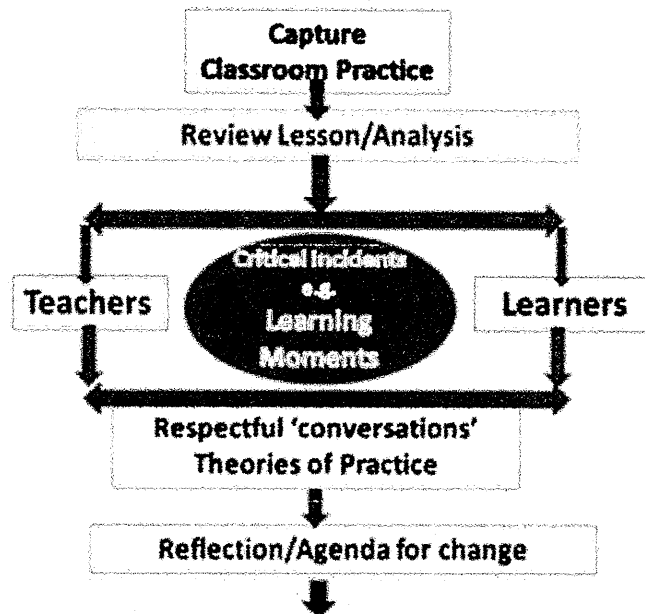 Capture
Classroom Practice
Review Lesson/Analysis
Critical Incidents
e.g.
Learning
Moments
Teachers
Learners
Respectful ‘conversations’
Theories of Practice
Reflection/Agenda for change